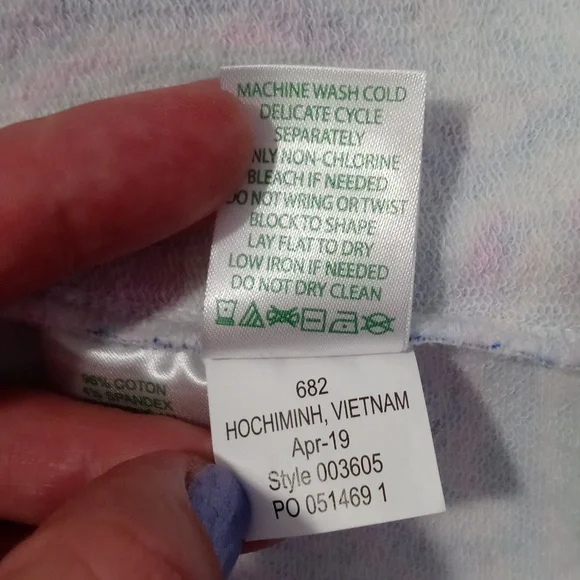 MACHINE WASH COLD
DELICATE CYCLE
SEPARATELY
NLY NON-CHLORINE
BLEACH IF NEEDED
DO NOT WRING OR TWIST
BLOCK TO SHAPE
LAY FLAT TO DRY
LOW IRON IF NEEDED
DO NOT DRY CLEAN
96% COTON
4% SPANDEX
682
HOCHIMINH, VIETNAM
Apr-19
Style 003605
PO 051469 1